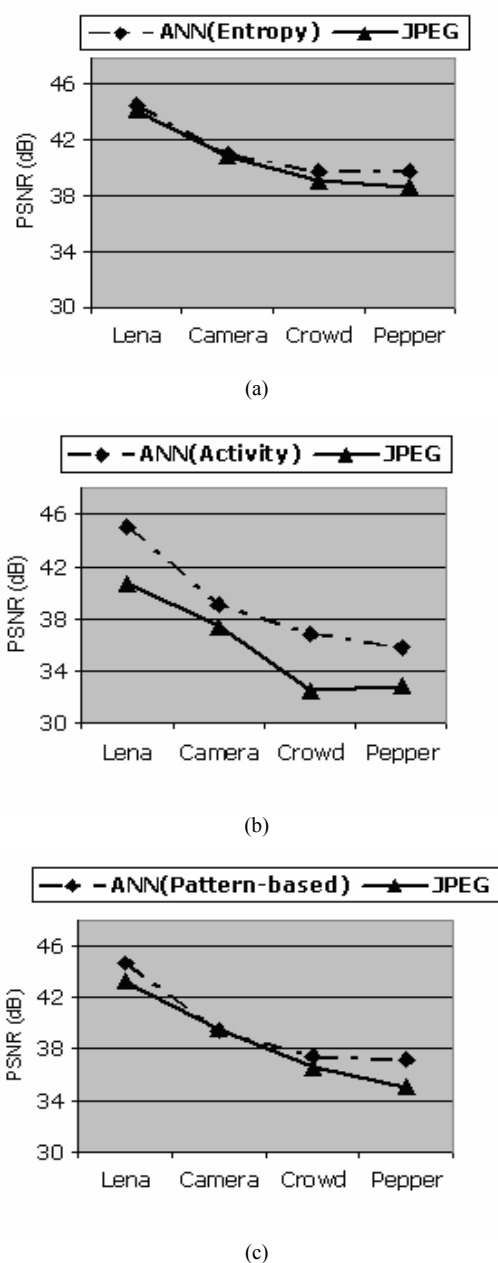 ANN(Entropy) JPEG
46
42
38
34
30
PSNR (dB)
Lena Camera Crowd Pepper
(a)
ANN(Activity) JPEG
46
42
38
34
30
PSNR (dB)
Lena Camera Crowd Pepper
(b)
ANN(Pattern-based) JPEG
46
42
38
34
30
PSNR (dB)
Lena Camera Crowd Pepper
(c)